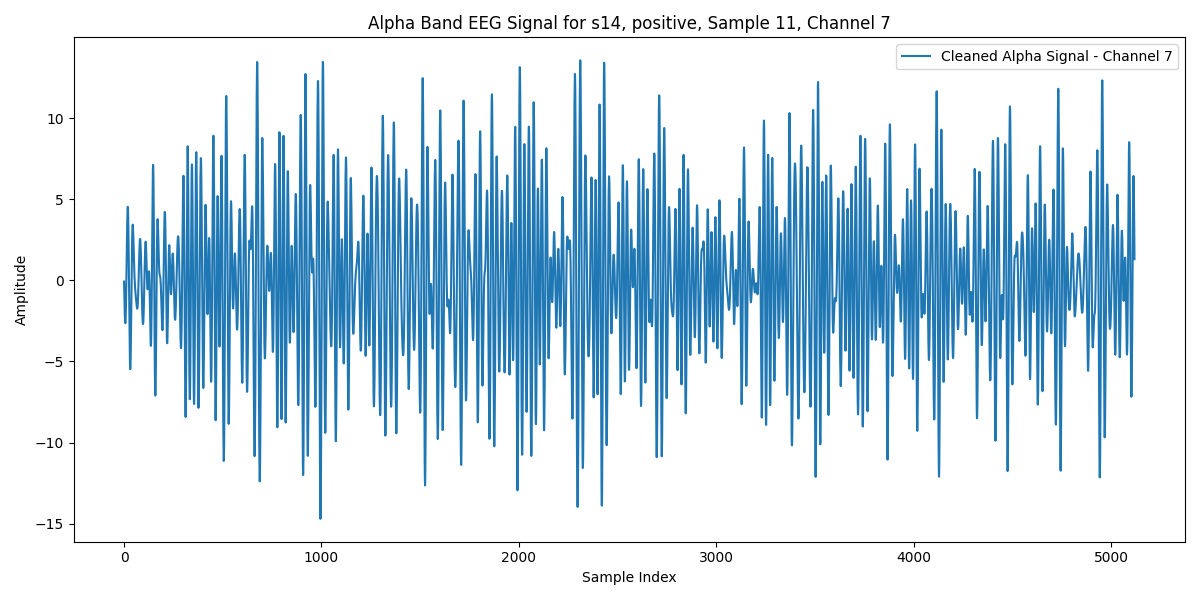 Alpha Band EEG Signal for s14, positive, Sample 11, Channel 7
Cleaned Alpha Signal - Channel 7
10
5
0
−5
−10
−15
Amplitude
0 1000 2000 3000 4000 5000
Sample Index